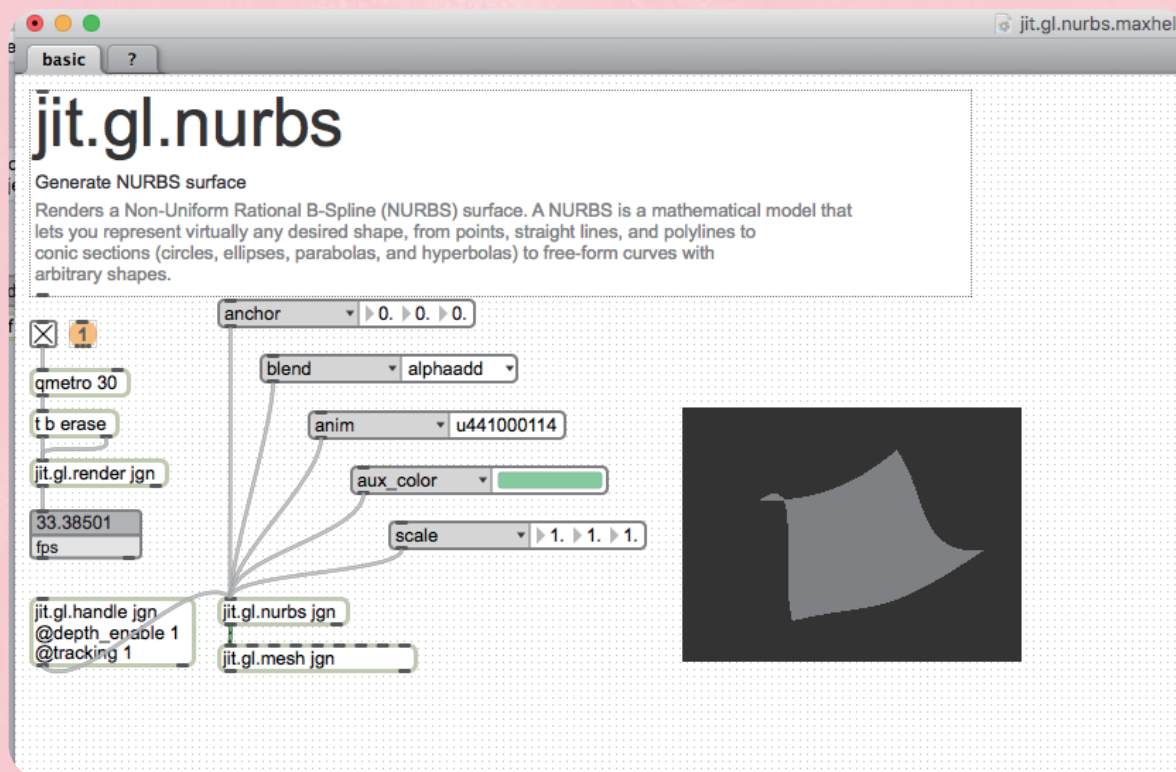 jit.gl.nurbs.maxhel
basic
?
jit.gl.nurbs
Generate NURBS surface
Renders a Non-Uniform Rational B-Spline (NURBS) surface. A NURBS is a mathematical model that
lets you represent virtually any desired shape, from points, straight lines, and polylines to
conic sections (circles, ellipses, parabolas, and hyperbolas) to free-form curves with
arbitrary shapes.
anchor 0. 0. 0.
1
blend alphaadd
qmetro 30
t b erase
anim u441000114
jit.gl.render jgn
aux_color
33.38501
fps
scale 1. 1. 1.
jit.gl.handle jgn
@depth_enable 1
@tracking 1
jit.gl.nurbs jgn
jit.gl.mesh jgn